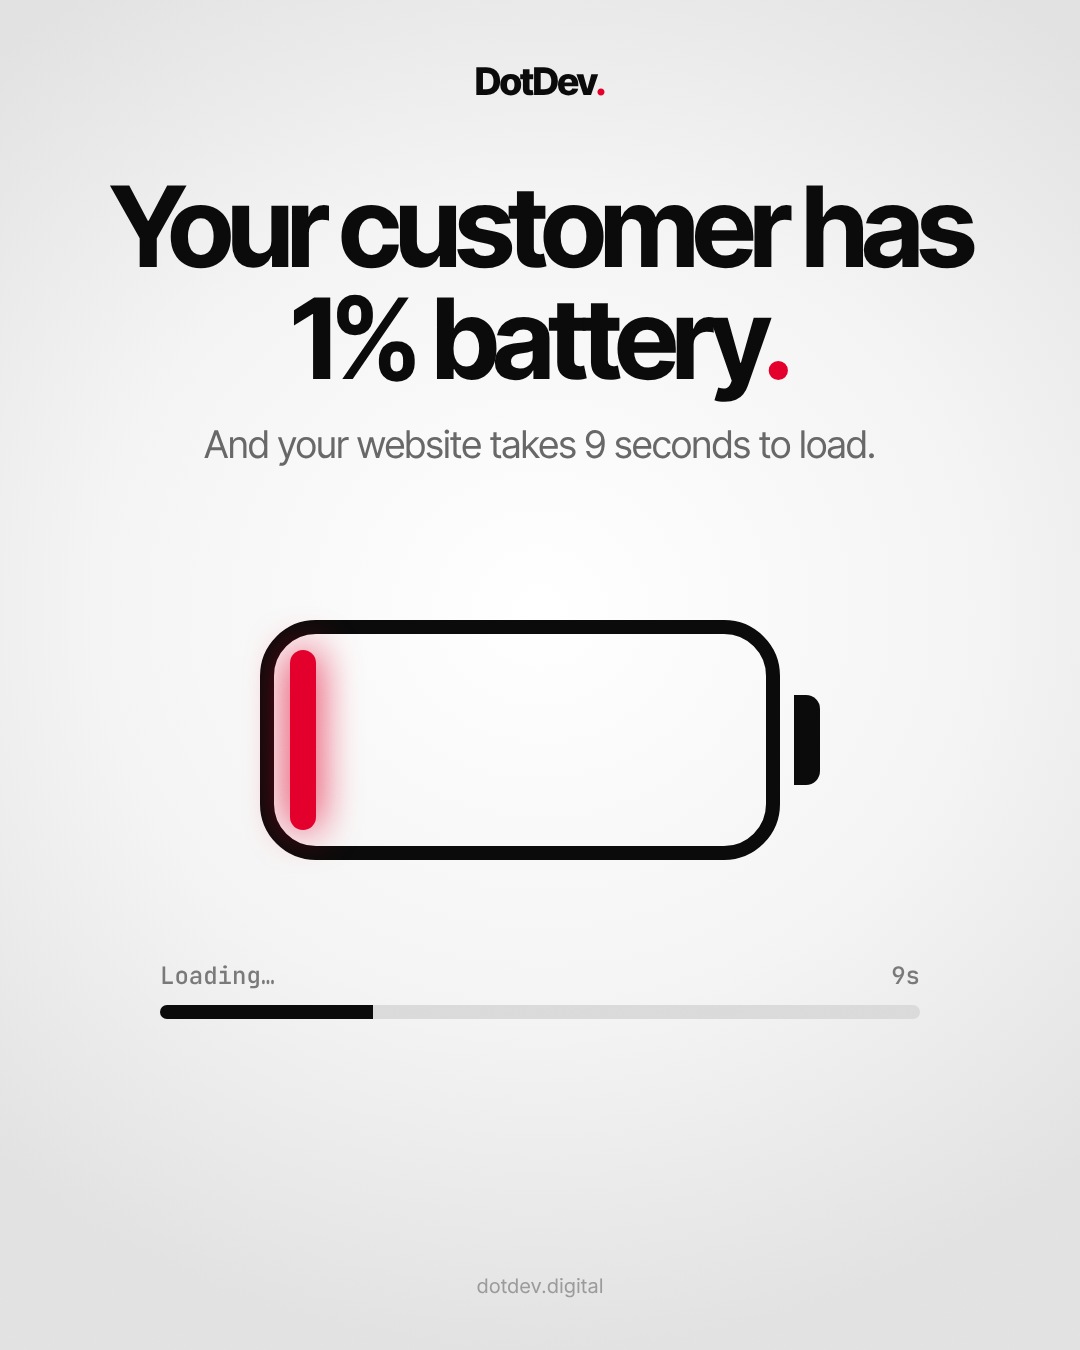 DotDev.
Your customer has
1% battery.
And your website takes 9 seconds to load.
Loading… 9s
dotdev.digital